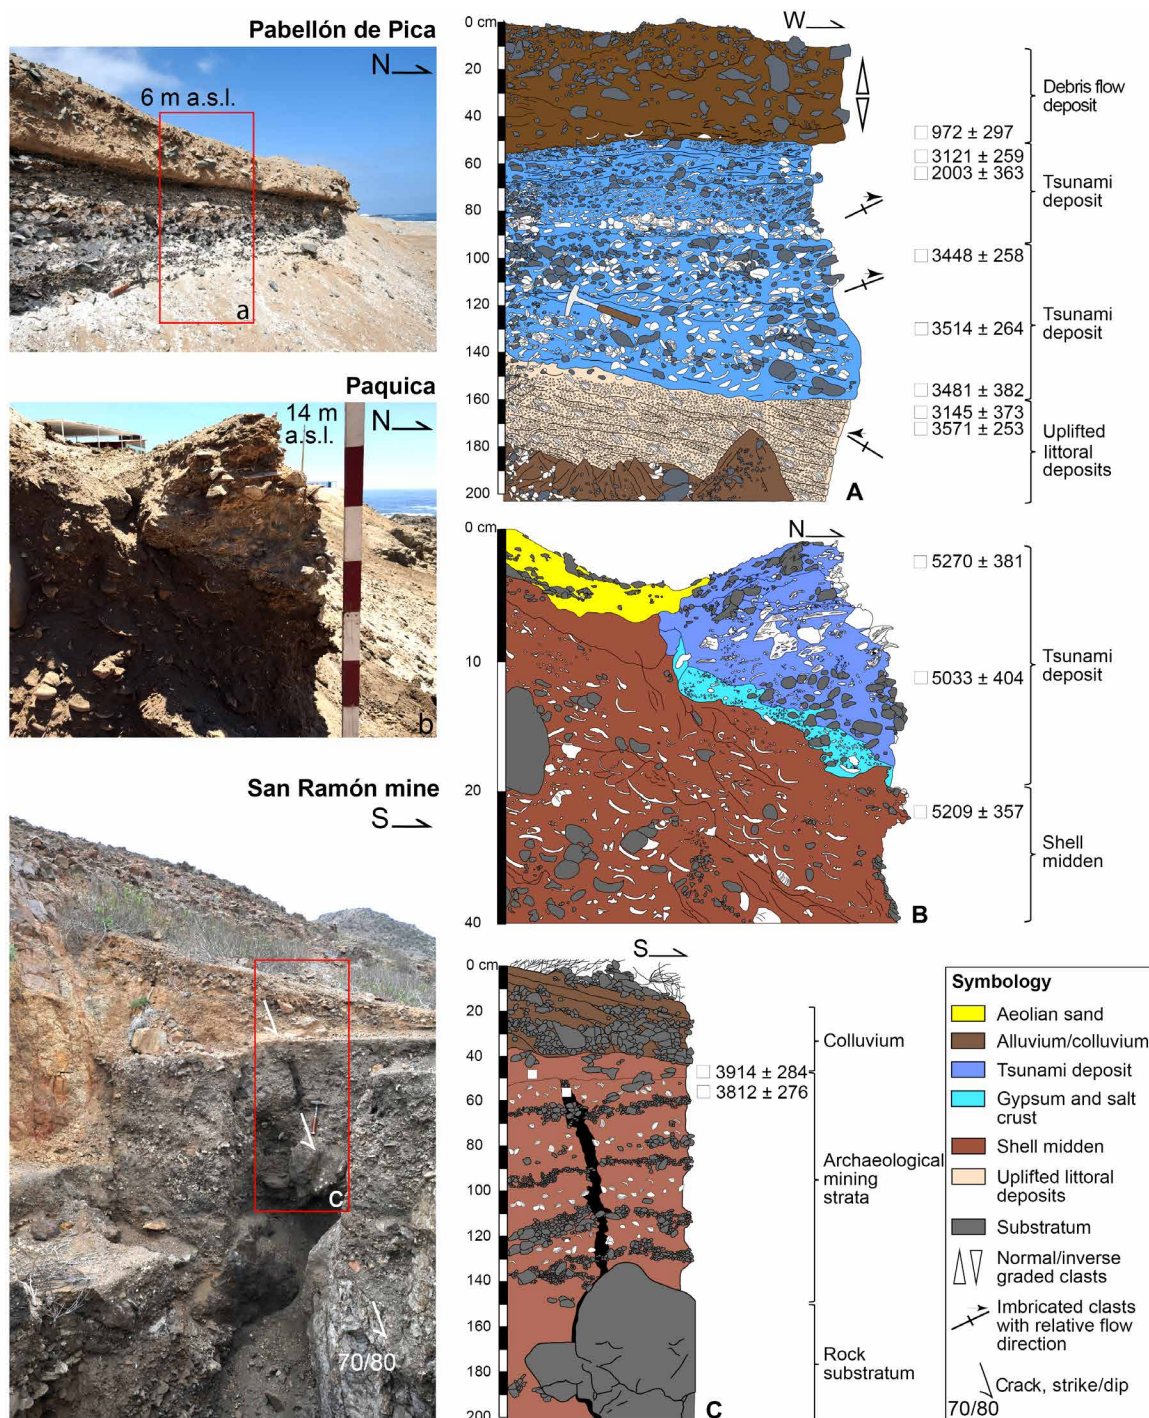 Pabellón de Pica
N
6 m a.s.l.
a
W
0 cm
20
40
60
80
100
120
140
160
180
200
972 ± 297
3121 ± 259
2003 ± 363
3448 ± 258
3514 ± 264
3481 ± 382
3145 ± 373
3571 ± 253
Debris flow
deposit
Tsunami
deposit
Tsunami
deposit
Uplifted
littoral
deposits
A
Paquica
14 m
a.s.l.
N
b
N
0 cm
10
20
40
5270 ± 381
5033 ± 404
5209 ± 357
Tsunami
deposit
Shell
midden
B
San Ramón mine
S
c
70/80
S
0 cm
20
40
60
80
100
120
140
160
180
200
3914 ± 284
3812 ± 276
Colluvium
Archaeological
mining
strata
Rock
substratum
C
Symbology
Aeolian sand
Alluvium/colluvium
Tsunami deposit
Gypsum and salt
crust
Shell midden
Uplifted littoral
deposits
Substratum
Normal/inverse
graded clasts
Imbricated clasts
with relative flow
direction
Crack, strike/dip
70/80